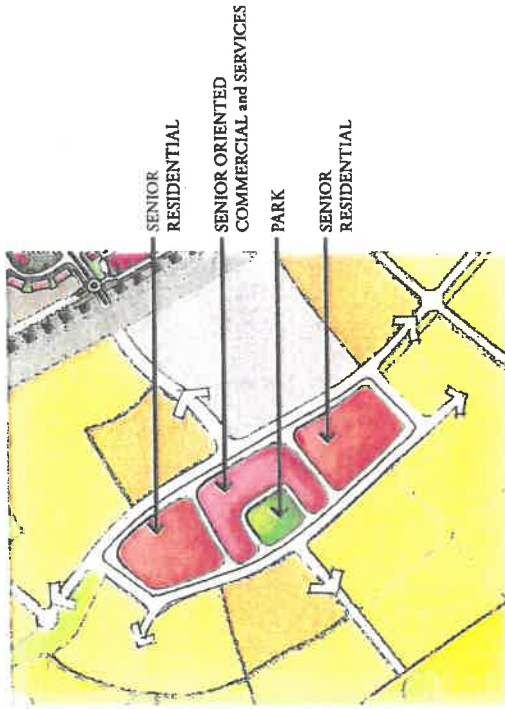 SENIOR
RESIDENTIAL
SENIOR ORIENTED
COMMERCIAL and SERVICES
PARK
SENIOR
RESIDENTIAL